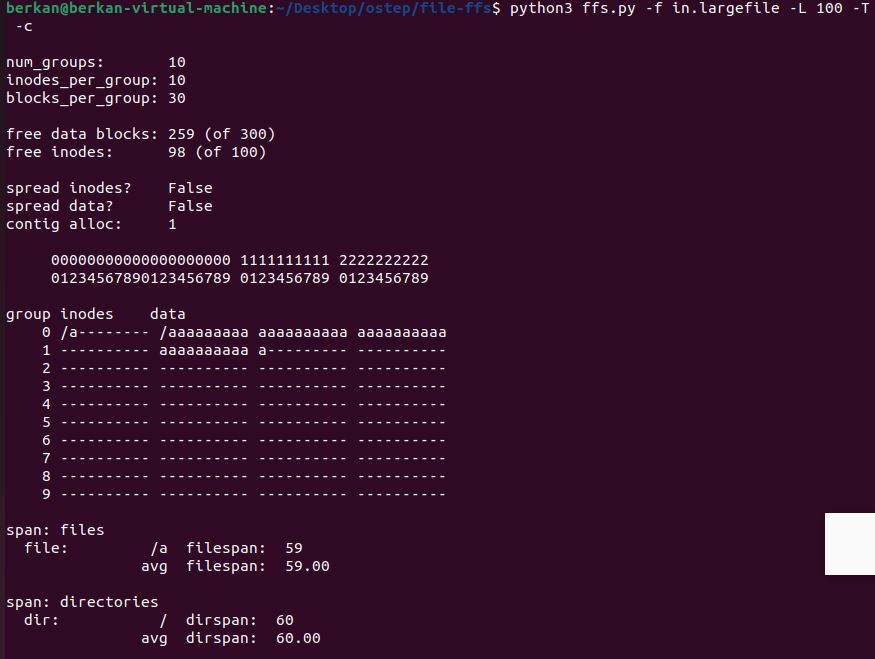 berkan@berkan-virtual-machine:~/Desktop/ostep/file-ffs$ python3 ffs.py -f in.largefile -L 100 -T
 -c

num_groups:       10
inodes_per_group: 10
blocks_per_group: 30

free data blocks: 259 (of 300)
free inodes:      98 (of 100)

spread inodes?    False
spread data?      False
contig alloc:     1

     00000000000000000000 1111111111 2222222222
     01234567890123456789 0123456789 0123456789

group inodes    data
    0 /a-------- /aaaaaaaaa aaaaaaaaaa aaaaaaaaaa
    1 ---------- aaaaaaaaaa a--------- ----------
    2 ---------- ---------- ---------- ----------
    3 ---------- ---------- ---------- ----------
    4 ---------- ---------- ---------- ----------
    5 ---------- ---------- ---------- ----------
    6 ---------- ---------- ---------- ----------
    7 ---------- ---------- ---------- ----------
    8 ---------- ---------- ---------- ----------
    9 ---------- ---------- ---------- ----------

span: files
  file:         /a  filespan:  59
               avg  filespan:  59.00

span: directories
  dir:           /  dirspan:  60
               avg  dirspan:  60.00